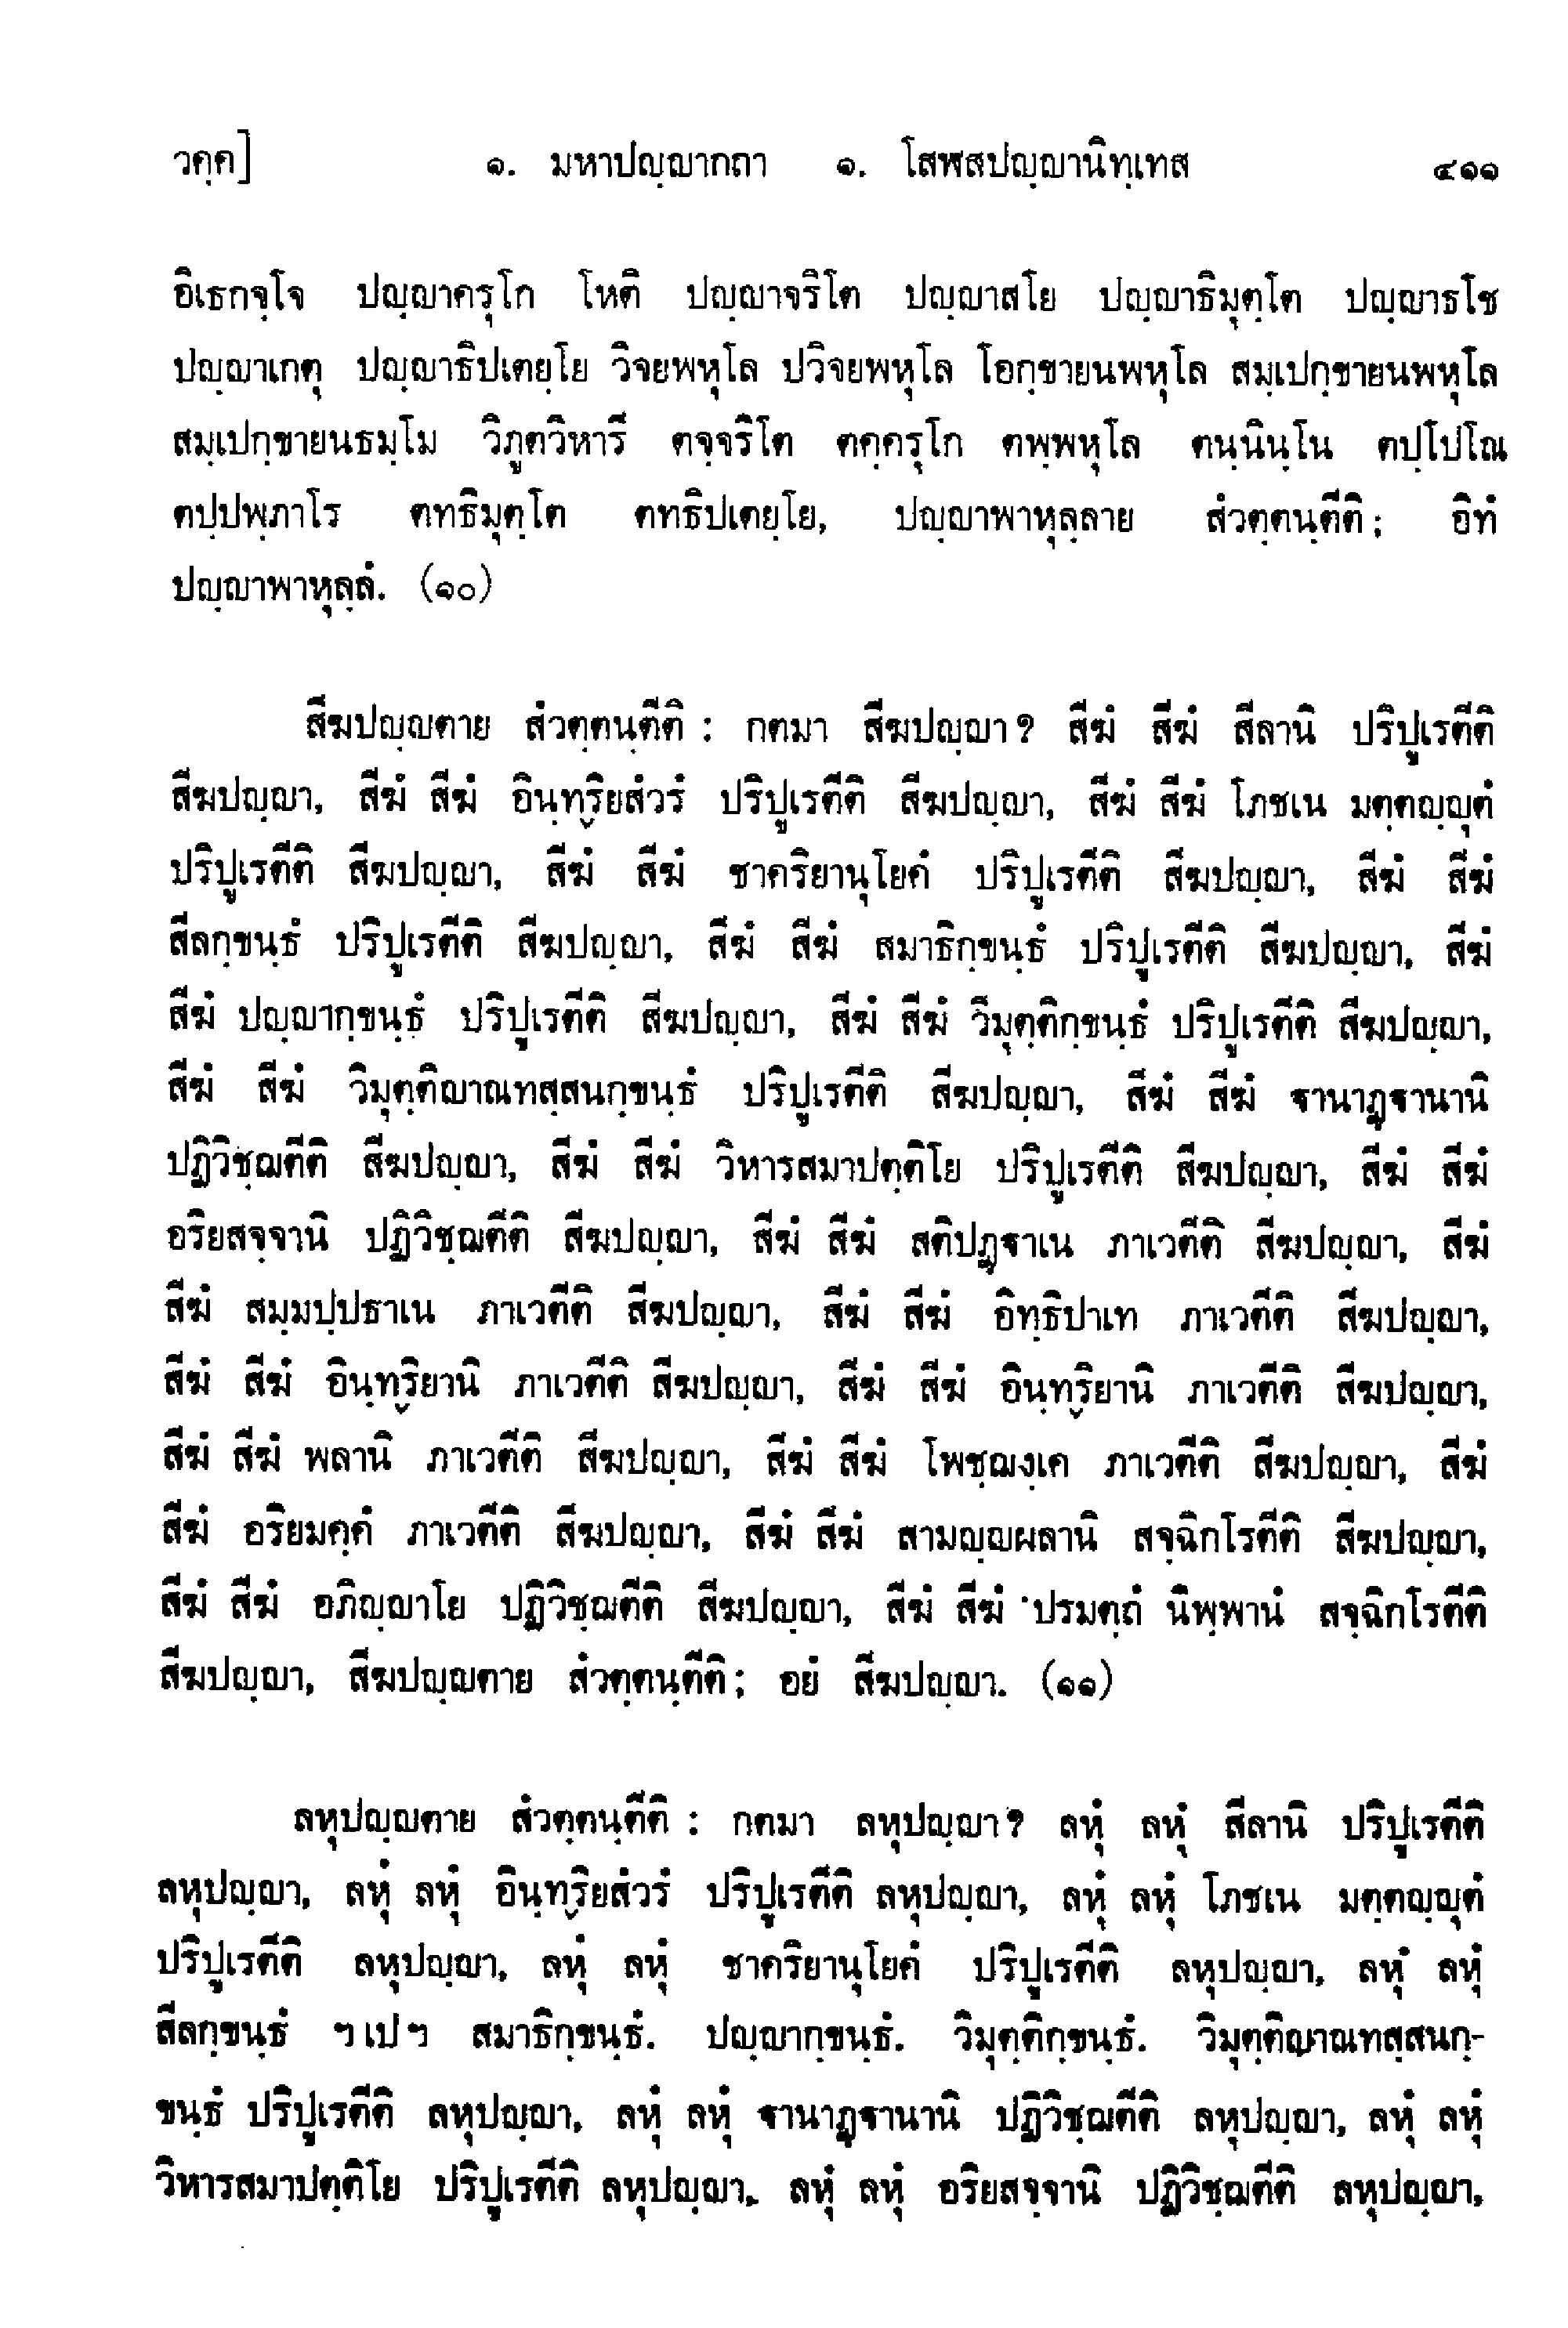 วคฺค]	๑. มหาปญฺญากถา ๑. โสฬสปญฺญานิทฺเทส	๔๑๑
อิเธกจฺโจ ปญฺญาครุโก โหติ ปญฺญาจริโต ปญฺญาสโย ปญฺญาธิมุตฺโต ปญฺญาธโช
ปญฺญาเกตุ ปญฺญาธิปเตยฺโย วิจยพหุโล ปวิจยพหุโล โอกฺขายนพหุโล สมฺเปกฺขายนพหุโล
สมฺเปกฺขายนธมฺโม วิภูตวิหารี ตจฺจริโต ตคฺครุโก ตพฺพหุโล ตนฺนินฺโน ตปฺโปโณ
ตปฺปพฺภาโร ตทธิมุตฺโต ตทธิปเตยฺโย, ปญฺญาพาหุลฺลาย สํวตฺตนฺตีติ; อิทํ
ปญฺญาพาหุลฺลํ. (๑๐)
สีฆปญฺญตาย สํวตฺตนฺตีติ : กตมา สีฆปญฺญา? สีฆํ สีฆํ สีลานิ ปริปูเรตีติ
สีฆปญฺญา, สีฆํ สีฆํ อินฺทฺริยสํวรํ ปริปูเรตีติ สีฆปญฺญา, สีฆํ สีฆํ โภชเน มตฺตญฺญุตํ
ปริปูเรตีติ สีฆปญฺญา, สีฆํ สีฆํ ชาคริยานุโยคํ ปริปูเรตีติ สีฆปญฺญา, สีฆํ สีฆํ
สีลกฺขนฺธํ ปริปูเรตีติ สีฆปญฺญา, สีฆํ สีฆํ สมาธิกฺขนฺธํ ปริปูเรตีติ สีฆปญฺญา, สีฆํ
สีฆํ ปญฺญากฺขนฺธํ ปริปูเรตีติ สีฆปญฺญา, สีฆํ สีฆํ วิมุตฺติกฺขนฺธํ ปริปูเรตีติ สีฆปญฺญา,
สีฆํ สีฆํ วิมุตฺติญาณทสฺสนกฺขนฺธํ ปริปูเรตีติ สีฆปญฺญา, สีฆํ สีฆํ ฐานาฏฺฐานานิ
ปฏิวิชฺฌตีติ สีฆปญฺญา, สีฆํ สีฆํ วิหารสมาปตฺติโย ปริปูเรตีติ สีฆปญฺญา, สีฆํ สีฆํ
อริยสจฺจานิ ปฏิวิชฺฌตีติ สีฆปญฺญา, สีฆํ สีฆํ สติปฏฺฐาเน ภาเวตีติ สีฆปญฺญา, สีฆํ
สีฆํ สมฺมปฺปธาเน ภาเวตีติ สีฆปญฺญา, สีฆํ สีฆํ อิทฺธิปาเท ภาเวตีติ สีฆปญฺญา,
สีฆํ สีฆํ อินฺทฺริยานิ ภาเวตีติ สีฆปญฺญา, สีฆํ สีฆํ อินฺทฺริยานิ ภาเวตีติ สีฆปญฺญา,
สีฆํ สีฆํ พลานิ ภาเวตีติ สีฆปญฺญา, สีฆํ สีฆํ โพชฺฌงฺเค ภาเวตีติ สีฆปญฺญา, สีฆํ
สีฆํ อริยมคฺคํ ภาเวตีติ สีฆปญฺญา, สีฆํ สีฆํ สามญฺญผลานิ สจฺฉิกโรตีติ สีฆปญฺญา,
สีฆํ สีฆํ อภิญฺญาโย ปฏิวิชฺฌตีติ สีฆปญฺญา, สีฆํ สีฆํ ปรมตฺถํ นิพฺพานํ สจฺฉิกโรตีติ
สีฆปญฺญา, สีฆปญฺญตาย สํวตฺตนฺตีติ; อยํ สีฆปญฺญา. (๑๑)
ลหุปญฺญตาย สํวตฺตนฺตีติ : กตมา ลหุปญฺญา? ลหุํ ลหุํ สีลานิ ปริปูเรตีติ
ลหุปญฺญา, ลหุํ ลหุํ อินฺทฺริยสํวรํ ปริปูเรตีติ ลหุปญฺญา, ลหุํ ลหุํ โภชเน มตฺตญฺญุตํ
ปริปูเรตีติ ลหุปญฺญา, ลหุํ ลหุํ ชาคริยานุโยคํ ปริปูเรตีติ ลหุปญฺญา, ลหุํ ลหุํ
สีลกฺขนฺธํ ฯเปฯ สมาธิกฺขนฺธํ. ปญฺญากฺขนฺธํ. วิมุตฺติกฺขนฺธํ. วิมุตฺติญาณทสฺสนกฺ-
ขนฺธํ ปริปูเรตีติ ลหุปญฺญา, ลหุํ ลหุํ ฐานาฏฺฐานานิ ปฏิวิชฺฌตีติ ลหุปญฺญา, ลหุํ ลหุํ
วิหารสมาปตฺติโย ปริปูเรตีติ ลหุปญฺญา, ลหุํ ลหุํ อริยสจฺจานิ ปฏิวิชฺฌตีติ ลหุปญฺญา,